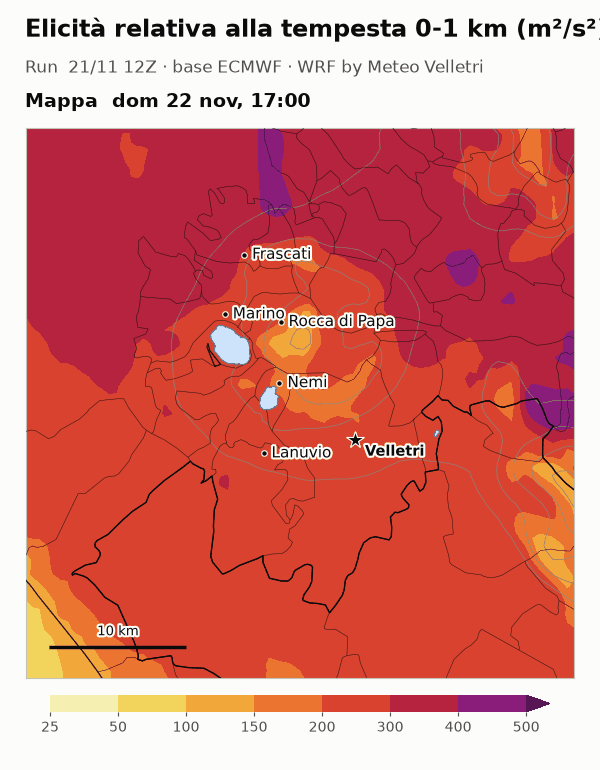 Elicità relativa alla tempesta 0-1 km (m²/s²)
Run  21/11 12Z · base ECMWF · WRF by Meteo Velletri
Mappa  dom 22 nov, 17:00
Frascati
Marino
Rocca di Papa
Nemi
Velletri
Lanuvio
10 km
25 50 100 150 200 300 400 500